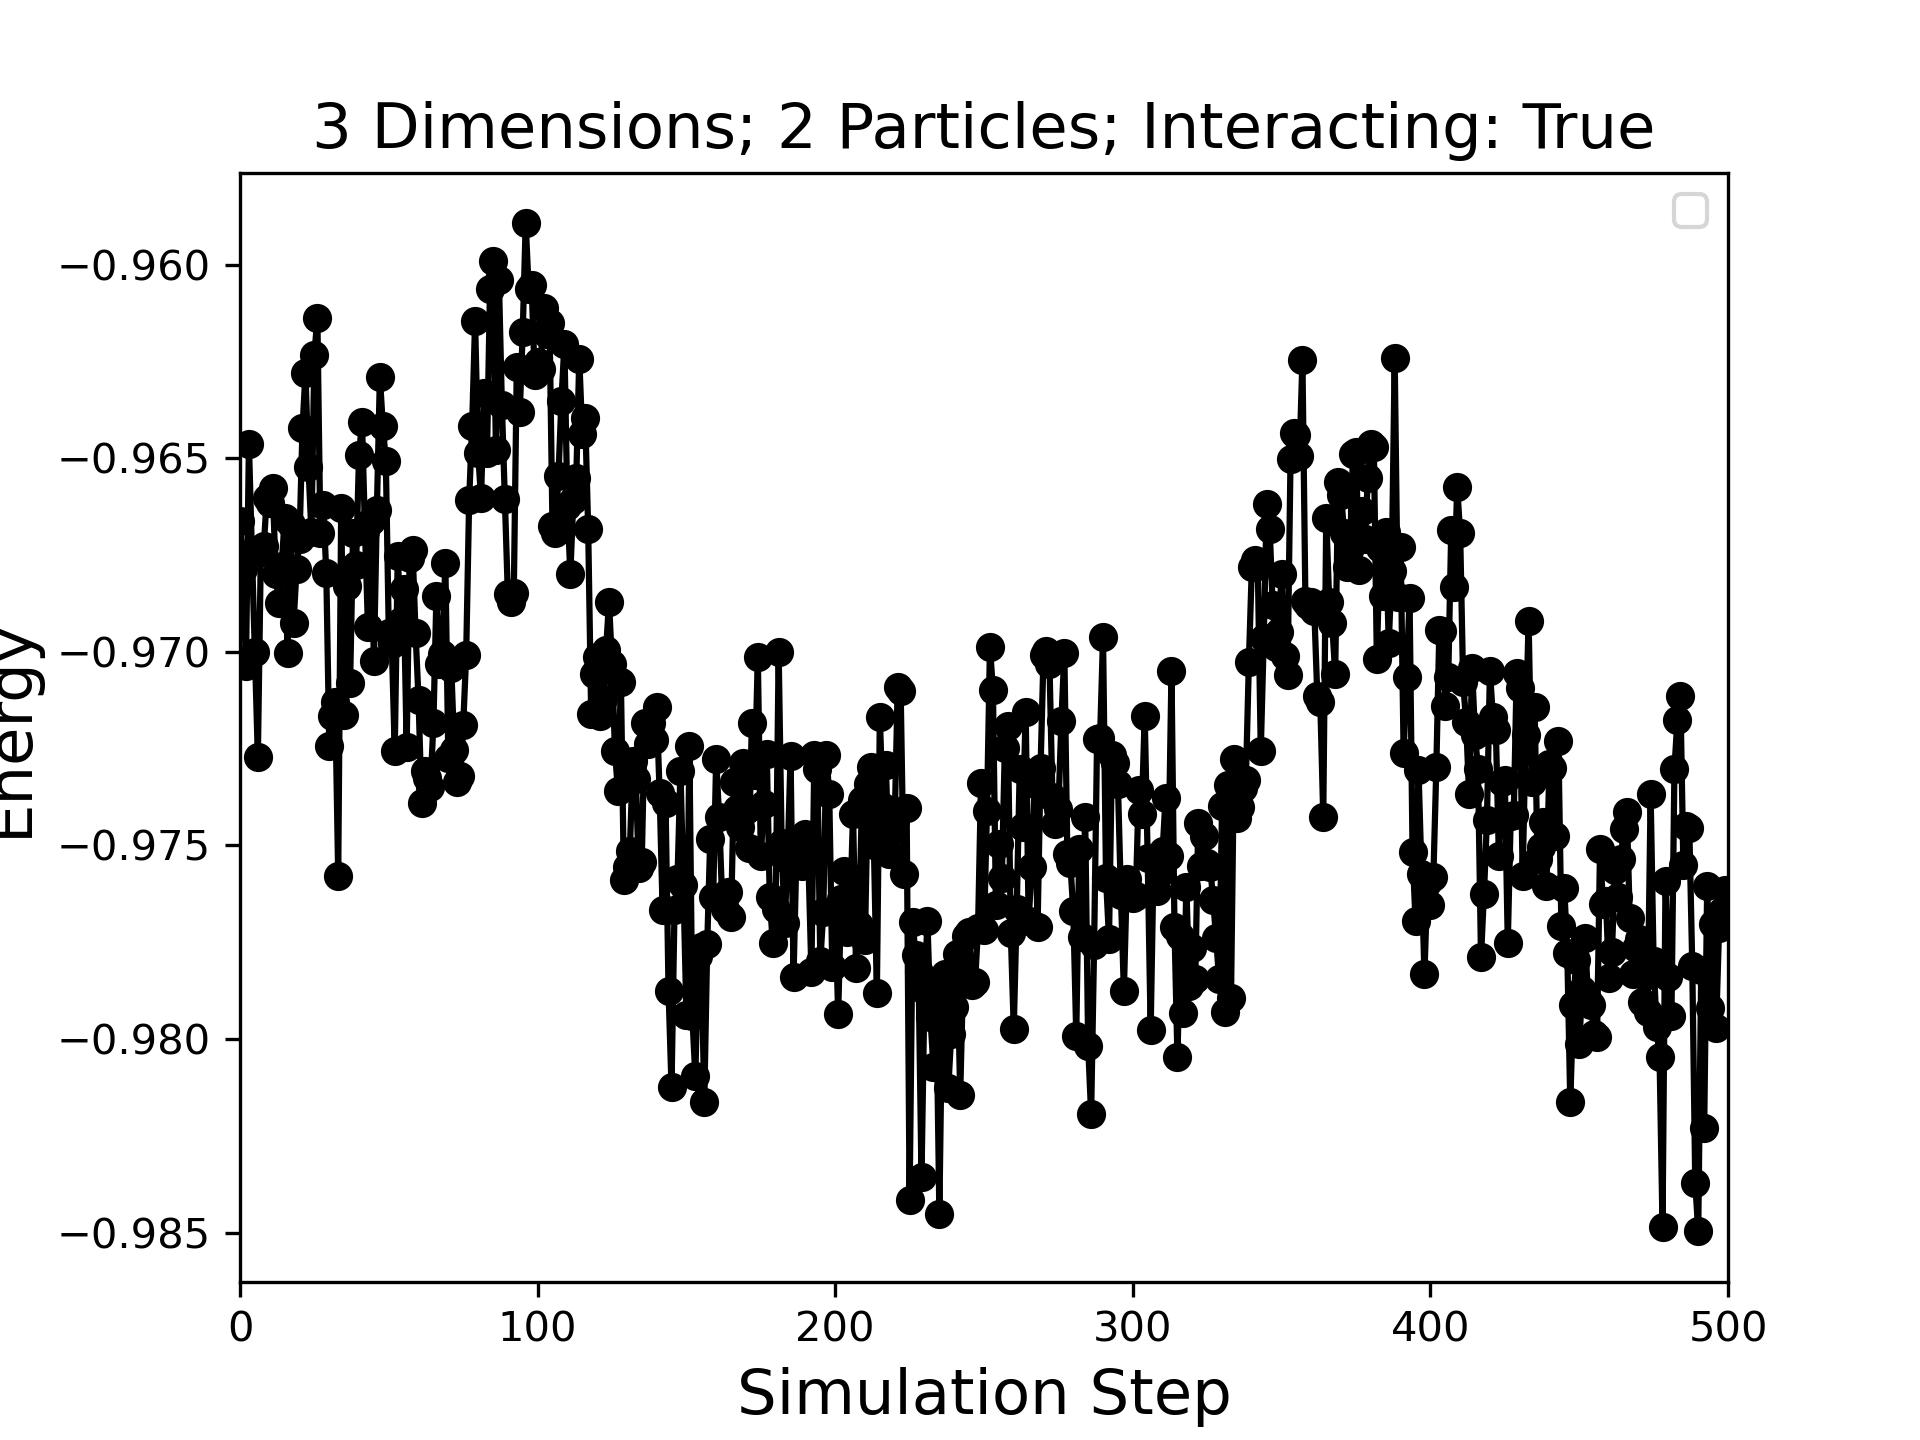 3 Dimensions; 2 Particles; Interacting: True
−0.960
−0.965
−0.970
−0.975
−0.980
−0.985
Energy
0 100 200 300 400 500
Simulation Step